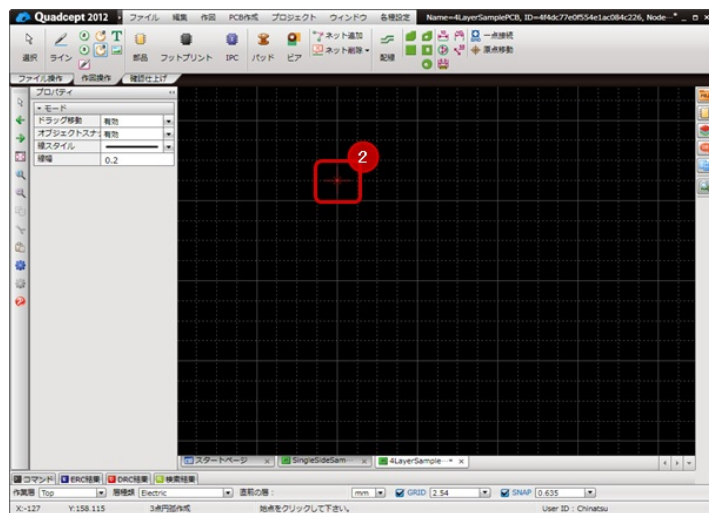 Quadcept 2012 ファイル 編集 作図 PCB作成 プロジェクト ウィンドウ 各種設定 Name=4LayerSamplePCB, ID=4f4dc77e0f554e1ac084c226, Node
選択 ライン T 部品 フットプリント IPC パッド ビア ネット追加 ネット削除 配線 一点接続 原点移動
ファイル操作 作図操作 確認仕上げ
プロパティ
モード
ドラッグ移動 有効
オブジェクトスナ 有効
線スタイル
線幅 0.2
2
スタートページ SingleSideSam 4LayerSample
コマンド ERC結果 DRC結果 検索結果
作業層 Top 層種類 Electric 直前の層 : mm GRID 2.54 SNAP 0.635
X:-127 Y:158.115 3点円弧作成 始点をクリックして下さい。 User ID : Chinatsu